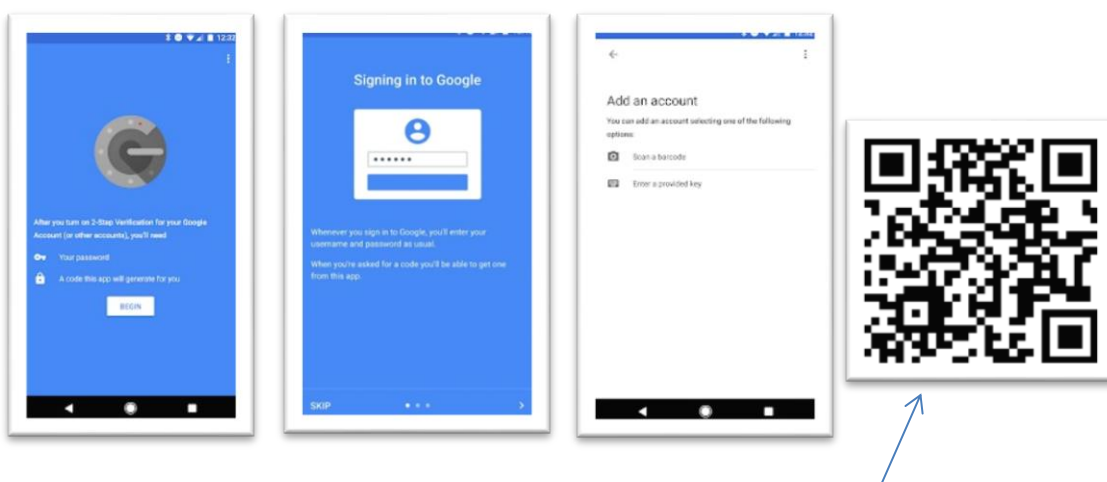 12:32
After you turn on 2-Step Verification for your Google
Account (or other accounts), you'll need
Your password
A code this app will generate for you
BEGIN
Signing in to Google
Whenever you sign in to Google, you'll enter your
username and password as usual.
When you're asked for a code you'll be able to get one
from this app.
SKIP
Add an account
You can add an account selecting one of the following
options:
Scan a barcode
Enter a provided key